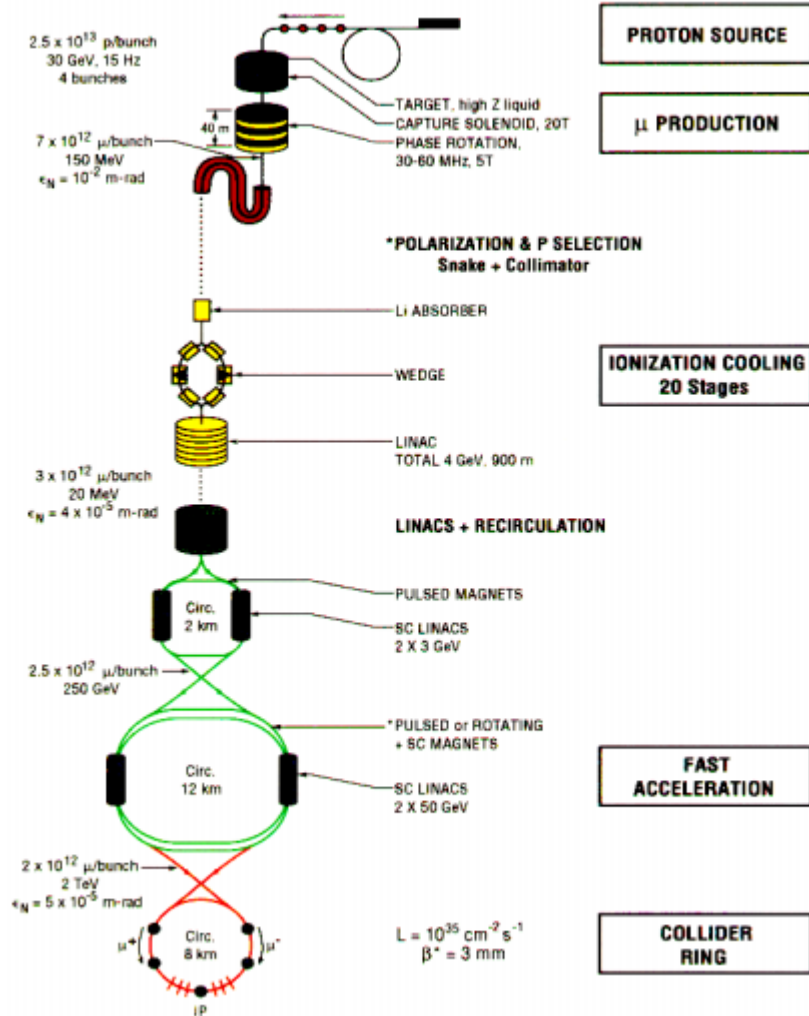 PROTON SOURCE
2.5 x 10¹³ p/bunch
30 GeV, 15 Hz
4 bunches
TARGET, high Z liquid
CAPTURE SOLENOID, 20T
PHASE ROTATION,
30-60 MHz, 5T
40 m
μ PRODUCTION
7 x 10¹² μ/bunch
150 MeV
ϵN = 10⁻² m-rad
*POLARIZATION & P SELECTION
Snake + Collimator
Li ABSORBER
WEDGE
IONIZATION COOLING
20 Stages
LINAC
TOTAL 4 GeV, 900 m
3 x 10¹² μ/bunch
20 MeV
ϵN = 4 x 10⁻⁵ m-rad
LINACS + RECIRCULATION
PULSED MAGNETS
Circ.
2 km
SC LINACS
2 X 3 GeV
2.5 x 10¹² μ/bunch
250 GeV
*PULSED or ROTATING
+ SC MAGNETS
Circ.
12 km
SC LINACS
2 X 50 GeV
FAST
ACCELERATION
2 x 10¹² μ/bunch
2 TeV
ϵN = 5 x 10⁻⁵ m-rad
μ+
Circ.
8 km
μ-
L = 10³⁵ cm⁻² s⁻¹
β* = 3 mm
COLLIDER
RING
IP